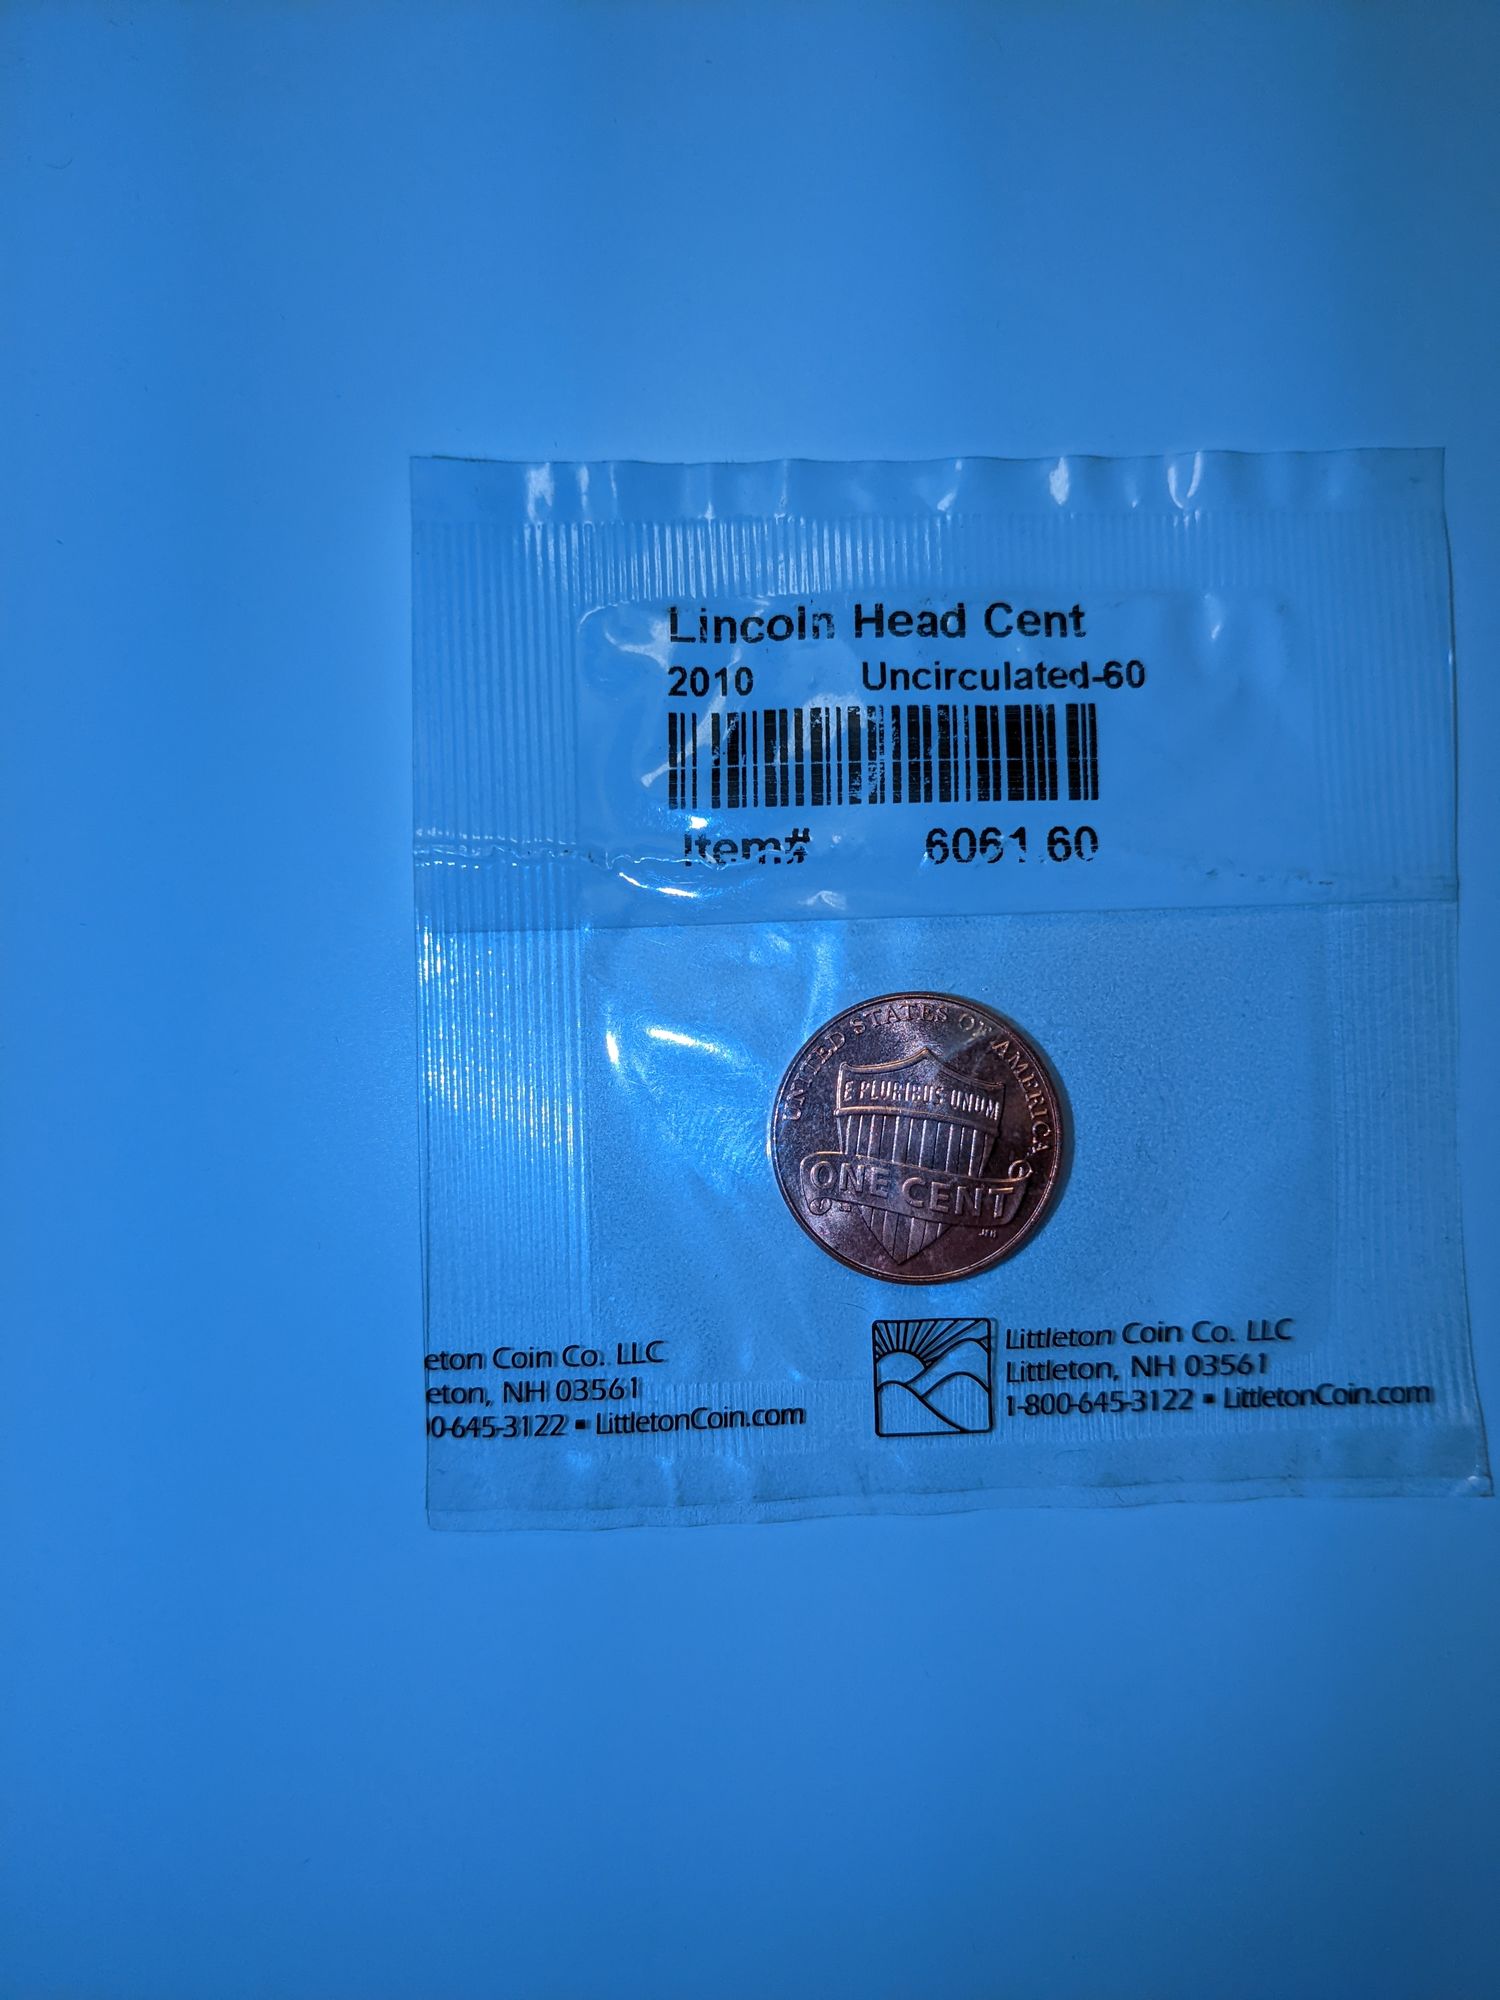 Lincoln Head Cent
2010 Uncirculated-60
Item# 6061.60
UNITED STATES OF AMERICA
E PLURIBUS UNUM
ONE CENT
JFM
eton Coin Co. LLC
eton, NH 03561
00-645-3122 ▪ LittletonCoin.com
Littleton Coin Co. LLC
Littleton, NH 03561
1-800-645-3122 ▪ LittletonCoin.com